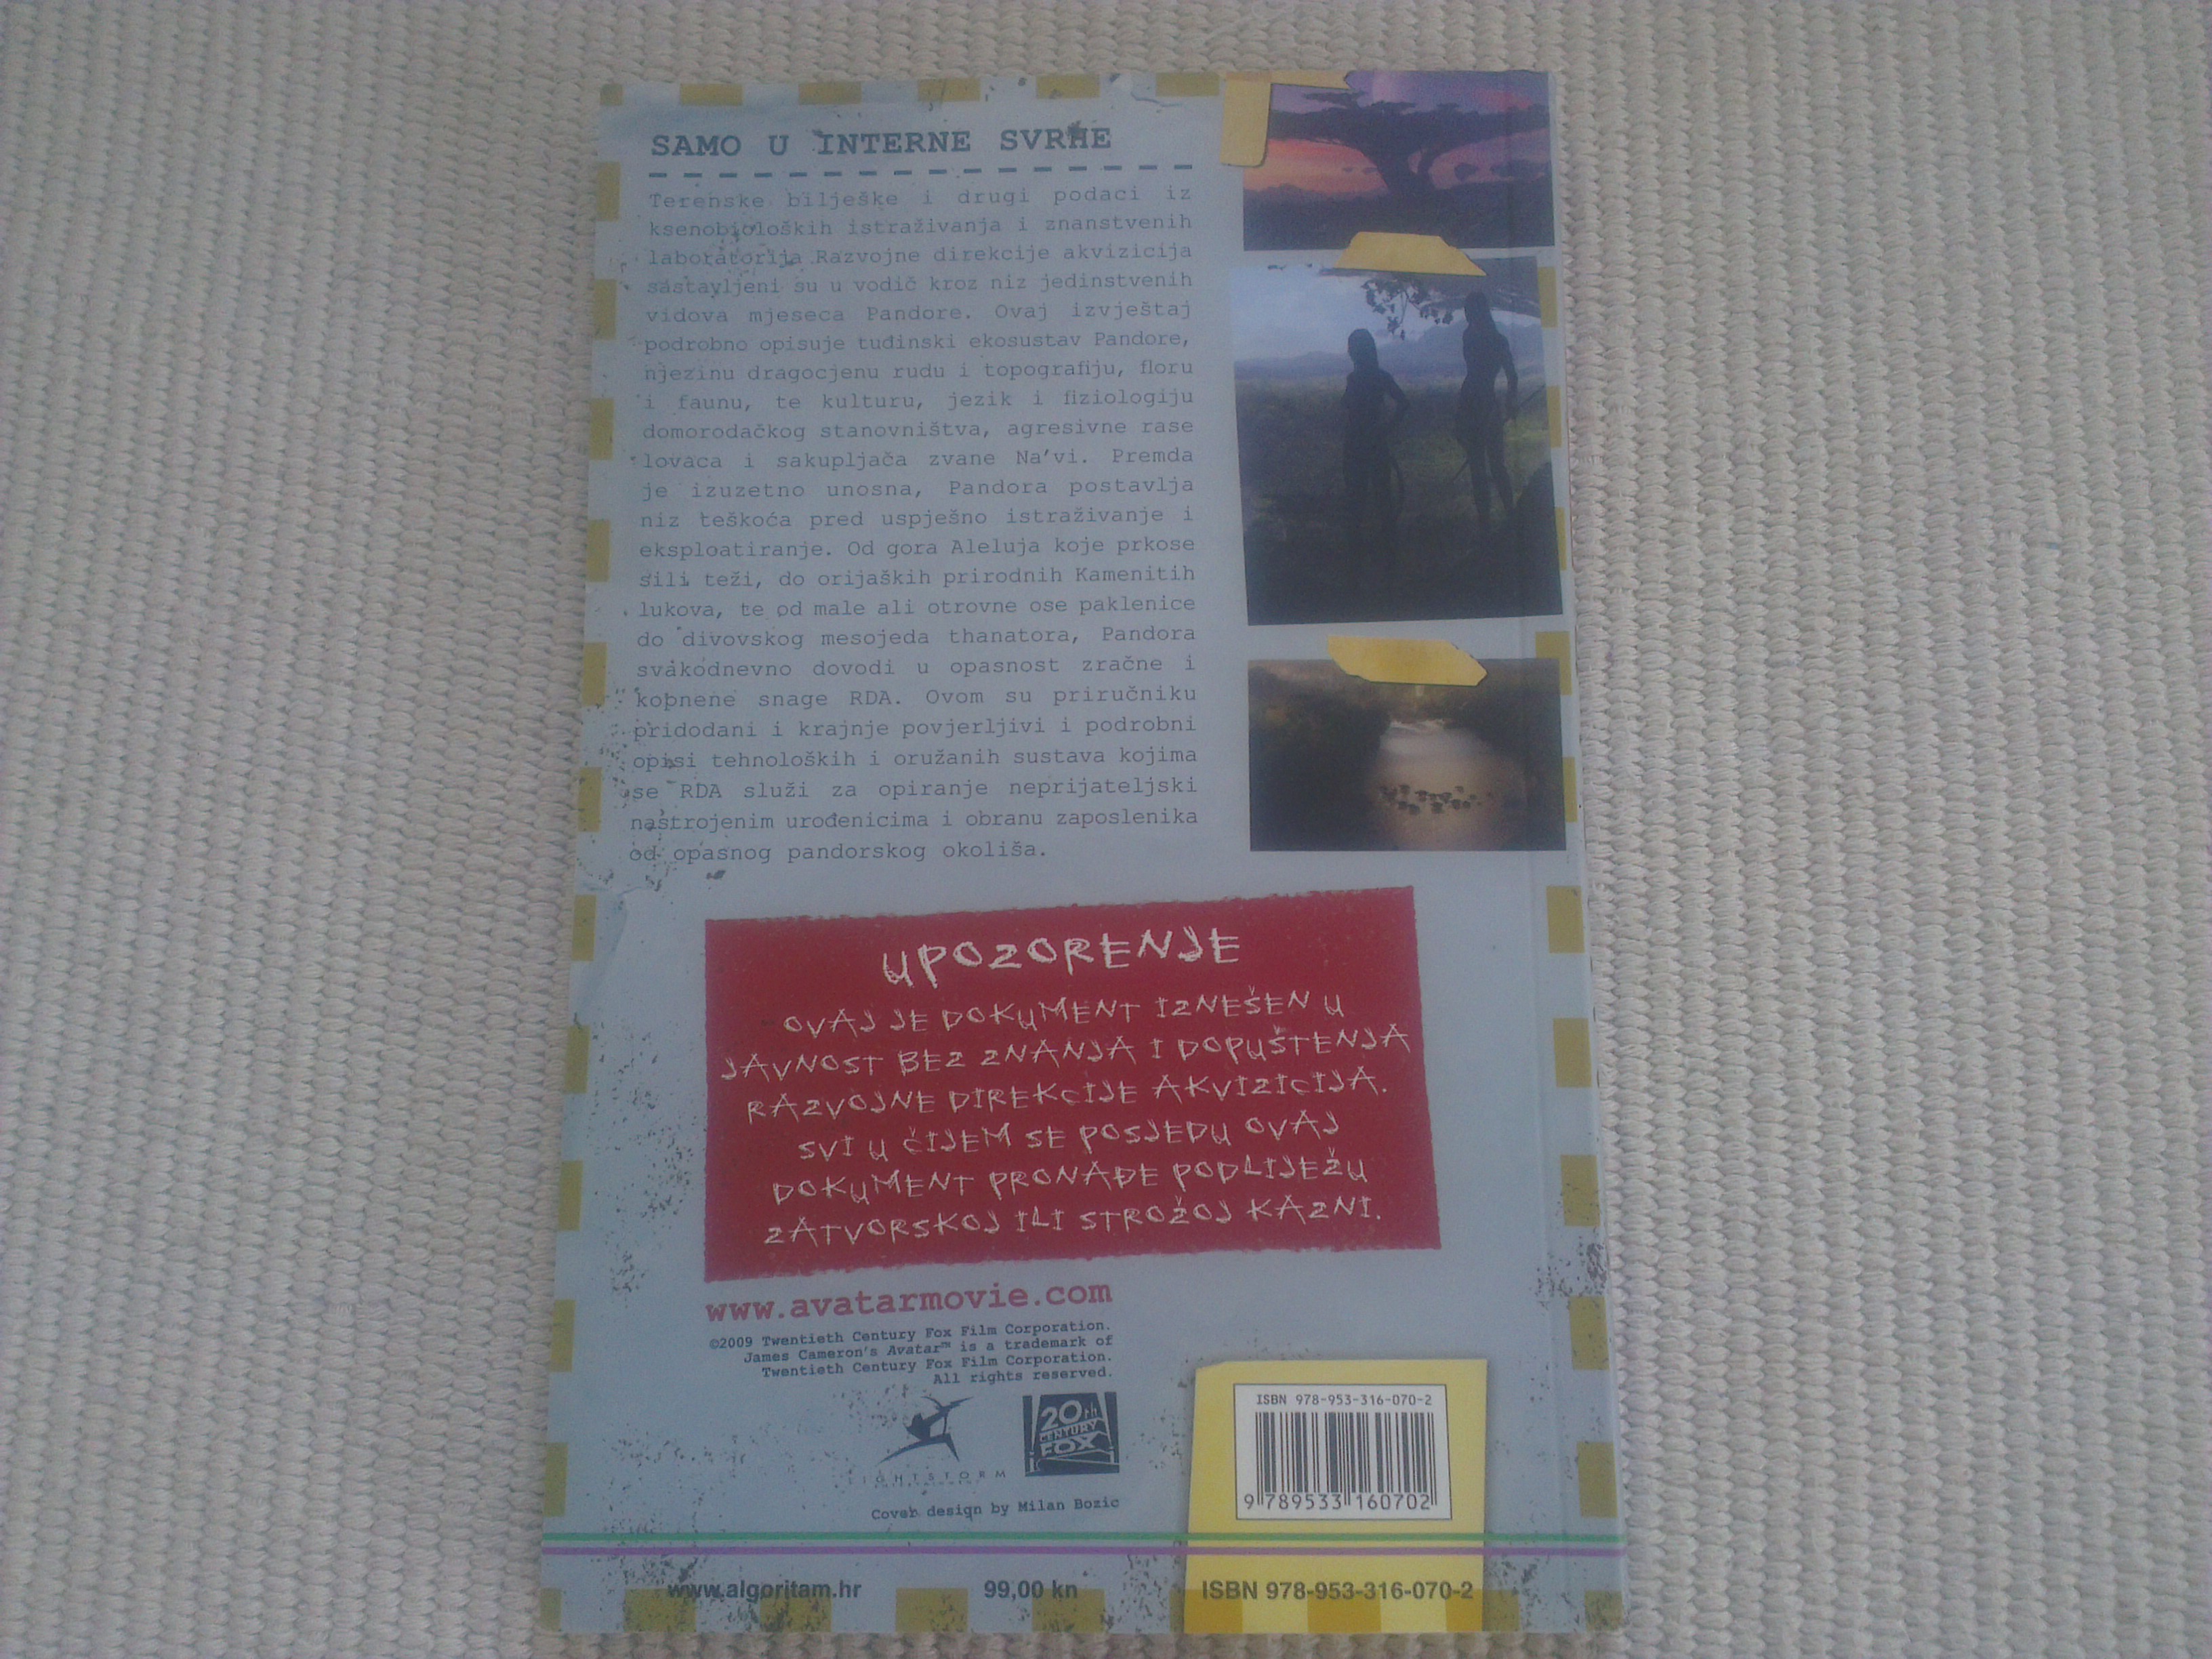 SAMO U INTERNE SVRHE
Terenske bilješke i drugi podaci iz
ksenobioloških istraživanja i znanstvenih
laboratorija Razvojne direkcije akvizicija
sastavljeni su u vodič kroz niz jedinstvenih
vidova mjeseca Pandore. Ovaj izvještaj
podrobno opisuje tuđinski ekosustav Pandore,
njezinu dragocjenu rudu i topografiju, floru
i faunu, te kulturu, jezik i fiziologiju
domorodačkog stanovništva, agresivne rase
lovaca i sakupljača zvane Na'vi. Premda
je izuzetno unosna, Pandora postavlja
niz teškoća pred uspješno istraživanje i
eksploatiranje. Od gora Aleluja koje prkose
sili teži, do orijaških prirodnih Kamenitih
lukova, te od male ali otrovne ose paklenice
do divovskog mesojeda thanatora, Pandora
svakodnevno dovodi u opasnost zračne i
kopnene snage RDA. Ovom su priručniku
pridodani i krajnje povjerljivi i podrobni
opisi tehnoloških i oružanih sustava kojima
se RDA služi za opiranje neprijateljski
nastrojenim urođenicima i obranu zaposlenika
od opasnog pandorskog okoliša.
UPOZORENJE
OVAJ JE DOKUMENT IZNEŠEN U
JAVNOST BEZ ZNANJA I DOPUŠTENJA
RAZVOJNE DIREKCIJE AKVIZICIJA.
SVI U ČIJEM SE POSJEDU OVAJ
DOKUMENT PRONAĐE PODLIJEŽU
ZATVORSKOJ ILI STROŽOJ KAZNI.
www.avatarmovie.com
©2009 Twentieth Century Fox Film Corporation.
James Cameron's Avatar™ is a trademark of
Twentieth Century Fox Film Corporation.
All rights reserved.
LIGHTSTORM
ENTERTAINMENT
20th
CENTURY
FOX
Cover design by Milan Bozic
ISBN 978-953-316-070-2
9 789533 160702
www.algoritam.hr 99,00 kn ISBN 978-953-316-070-2